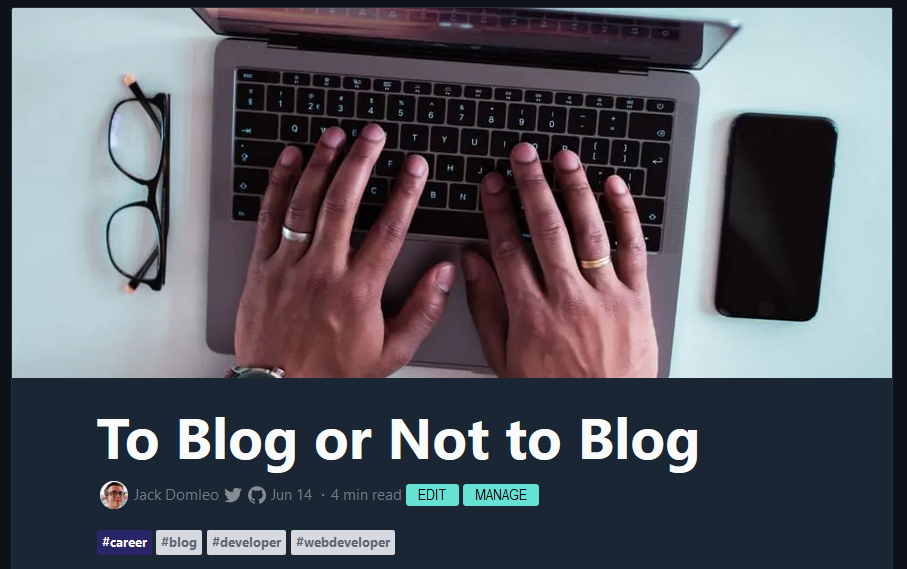 To Blog or Not to Blog
Jack Domleo Jun 14 · 4 min read EDIT MANAGE
#career #blog #developer #webdeveloper